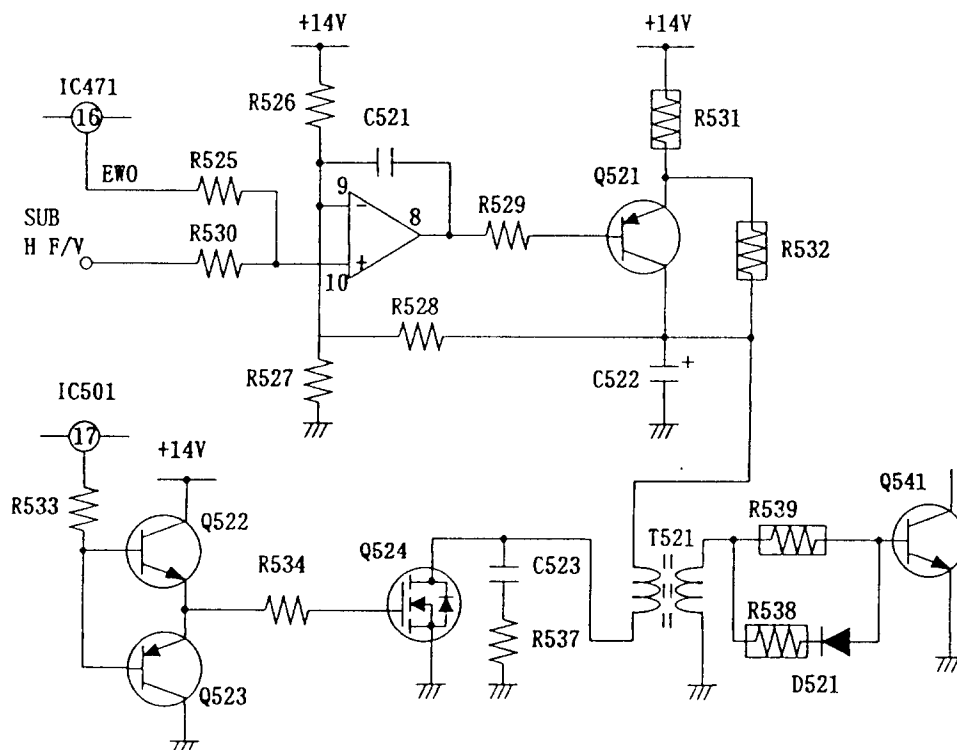 +14V
+14V
IC471
16
R526
C521
R531
EWO
R525
9
8
Q521
R529
SUB
H F/V
R530
R532
10
-
+
R528
R527
C522
+
IC501
17
+14V
R533
Q522
Q541
R539
T521
R534
Q524
C523
R538
R537
Q523
D521